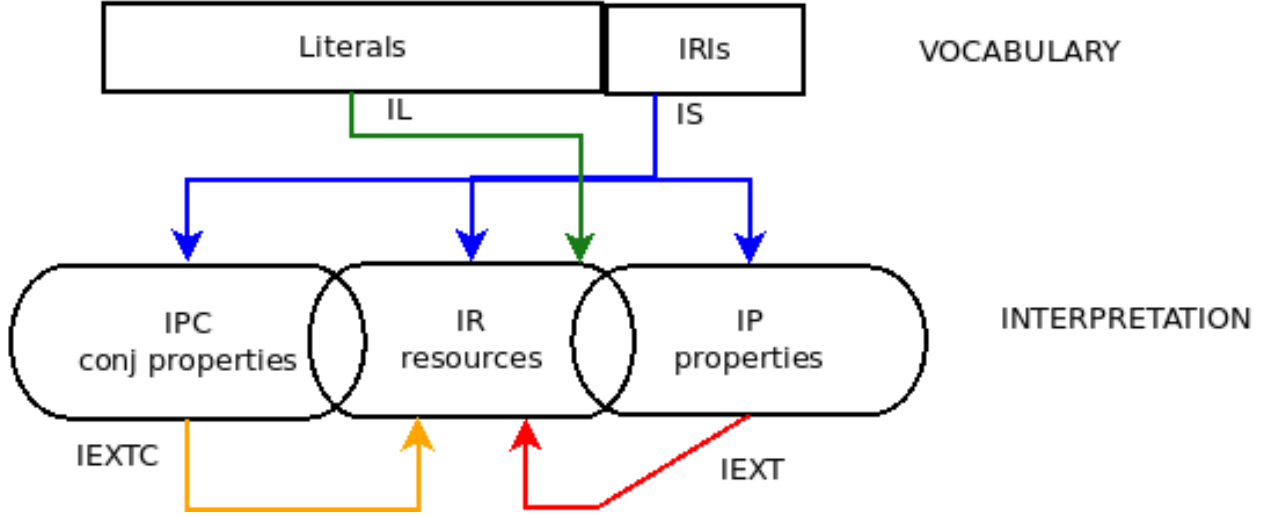 Literals
IRIs
VOCABULARY
IL
IS
IPC
conj properties
IR
resources
IP
properties
INTERPRETATION
IEXTC
IEXT